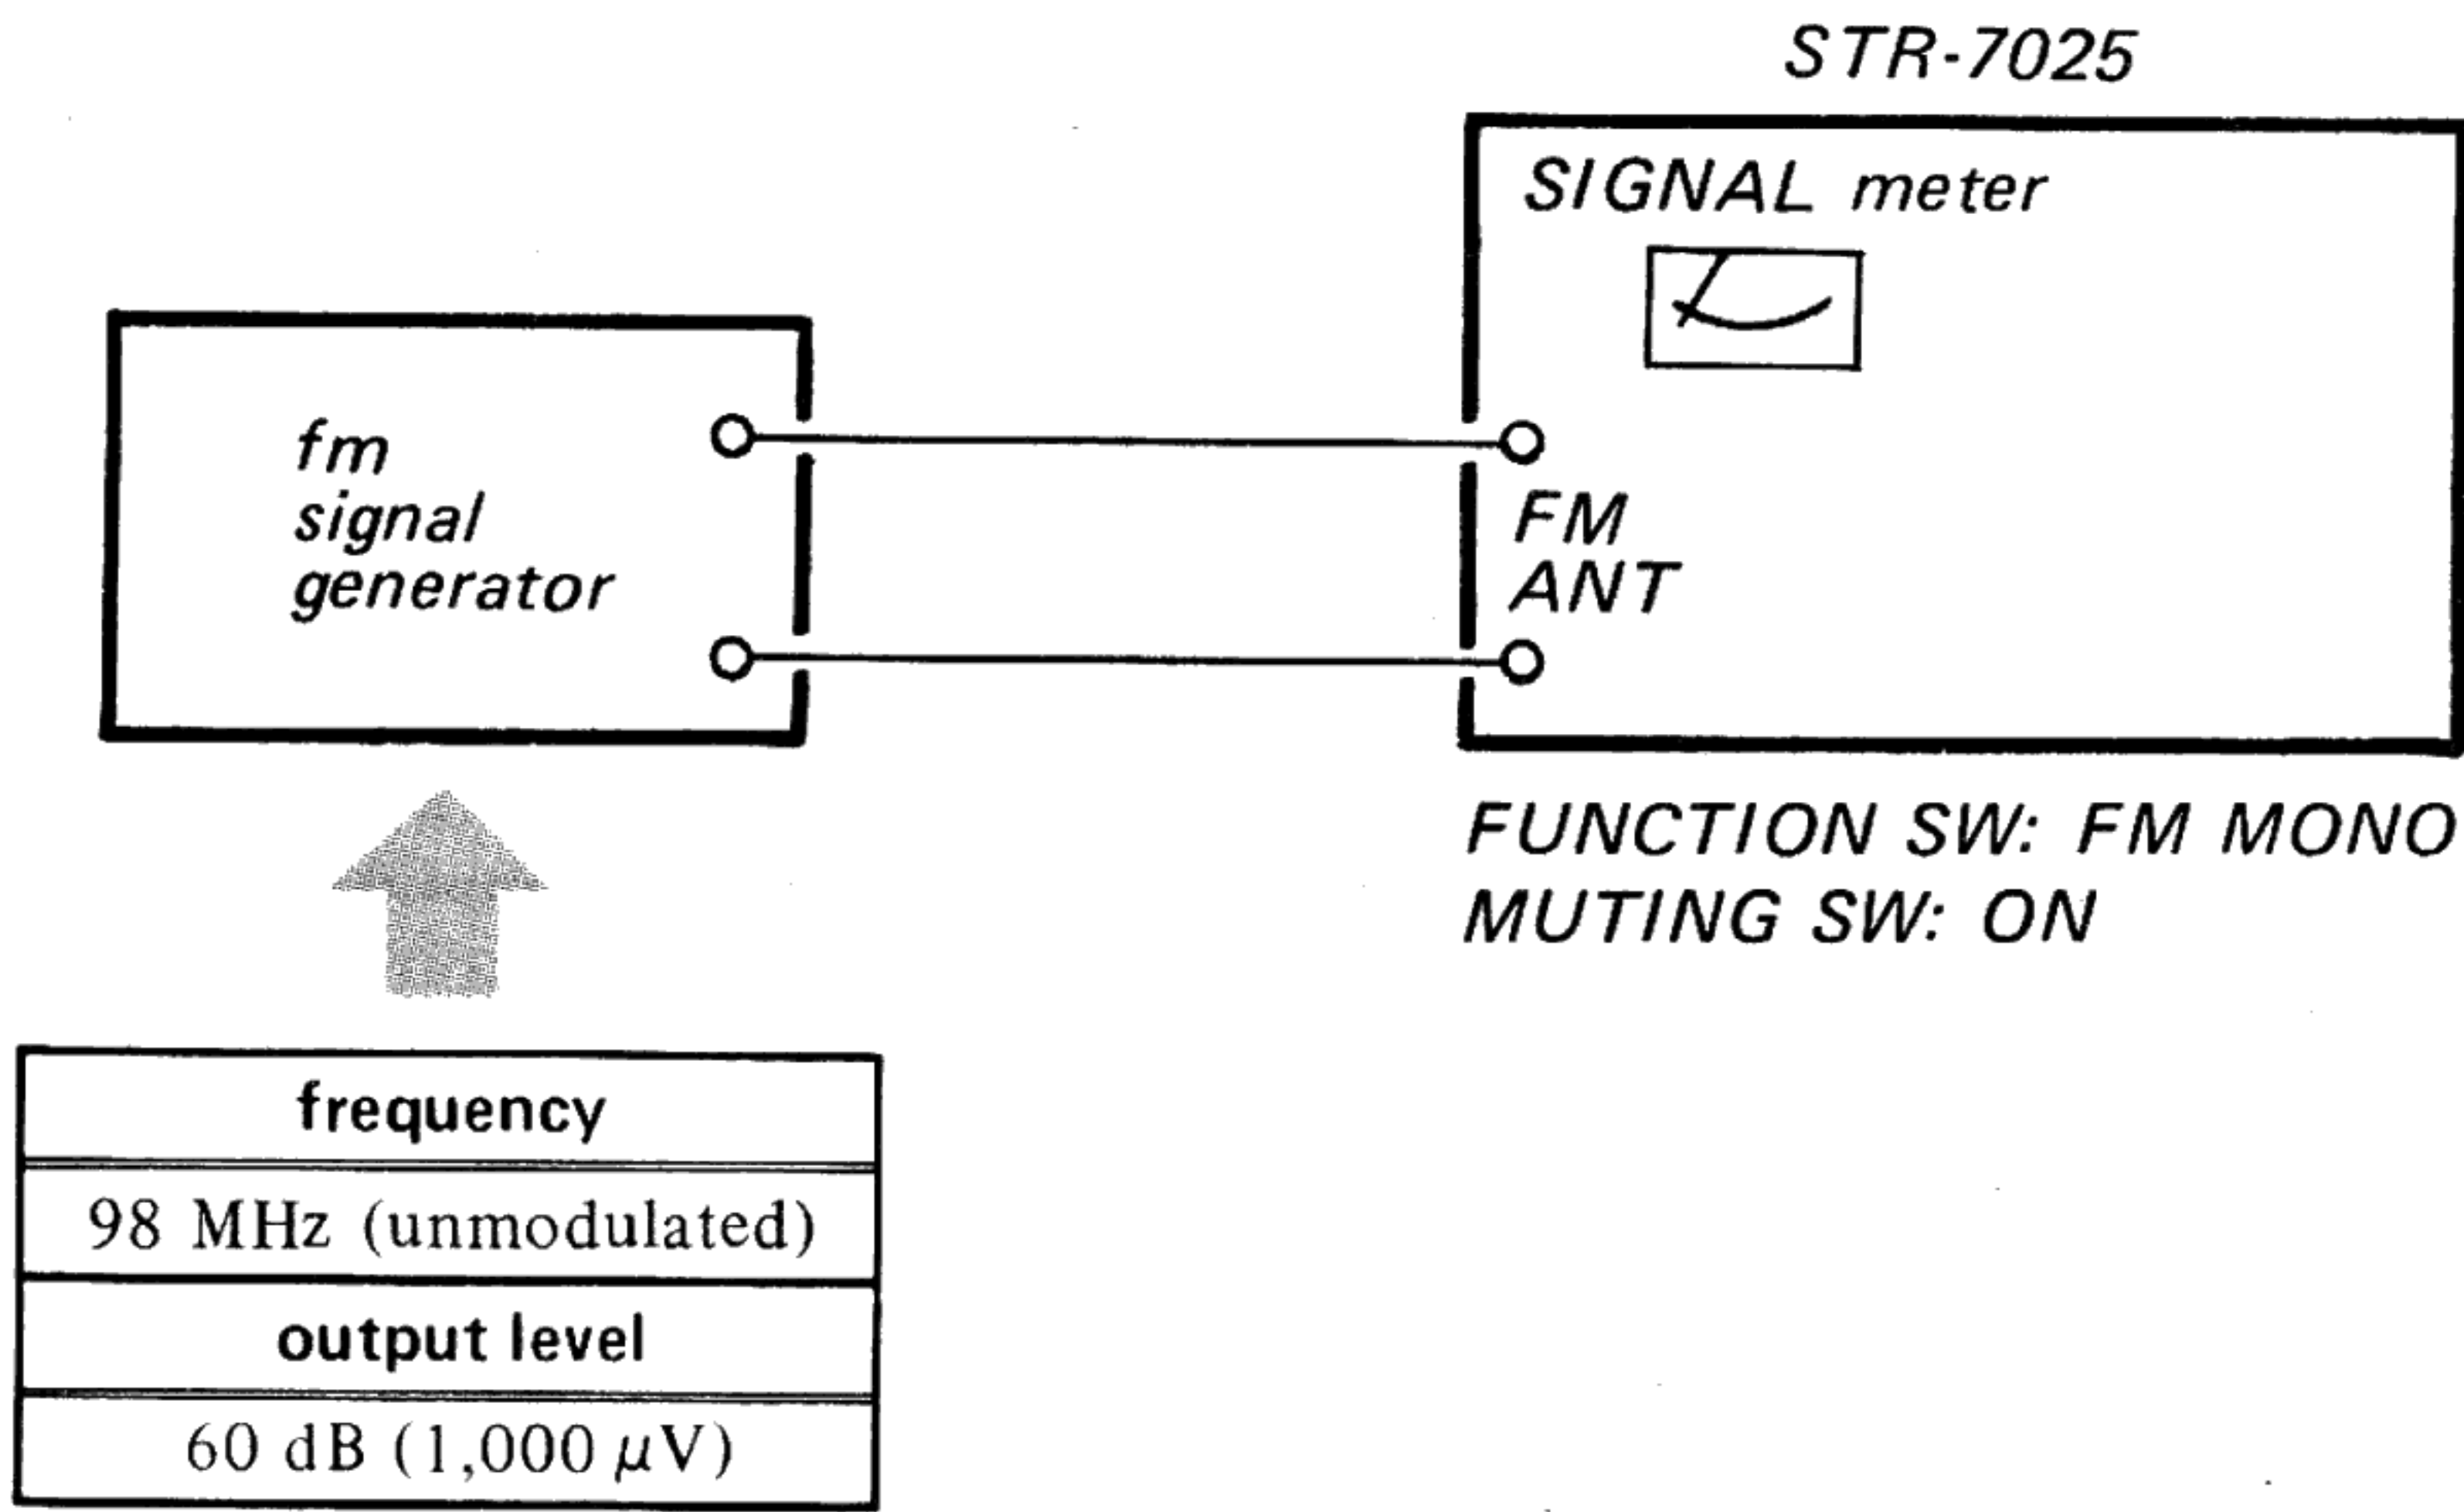 STR-7025
SIGNAL meter
fm
signal
generator
FM
ANT
FUNCTION SW: FM MONO
MUTING SW: ON
frequency
98 MHz (unmodulated)
output level
60 dB (1,000 μV)